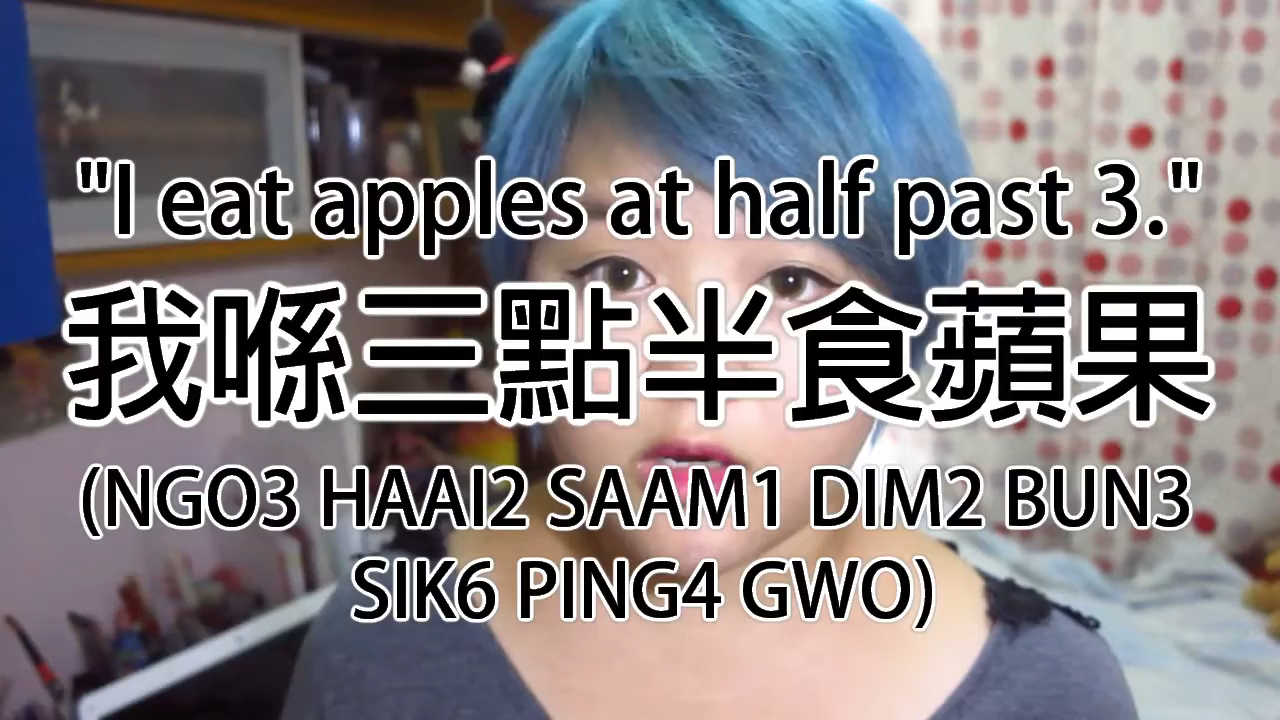 "I eat apples at half past 3."
我喺三點半食蘋果
(NGO3 HAAI2 SAAM1 DIM2 BUN3
SIK6 PING4 GWO)